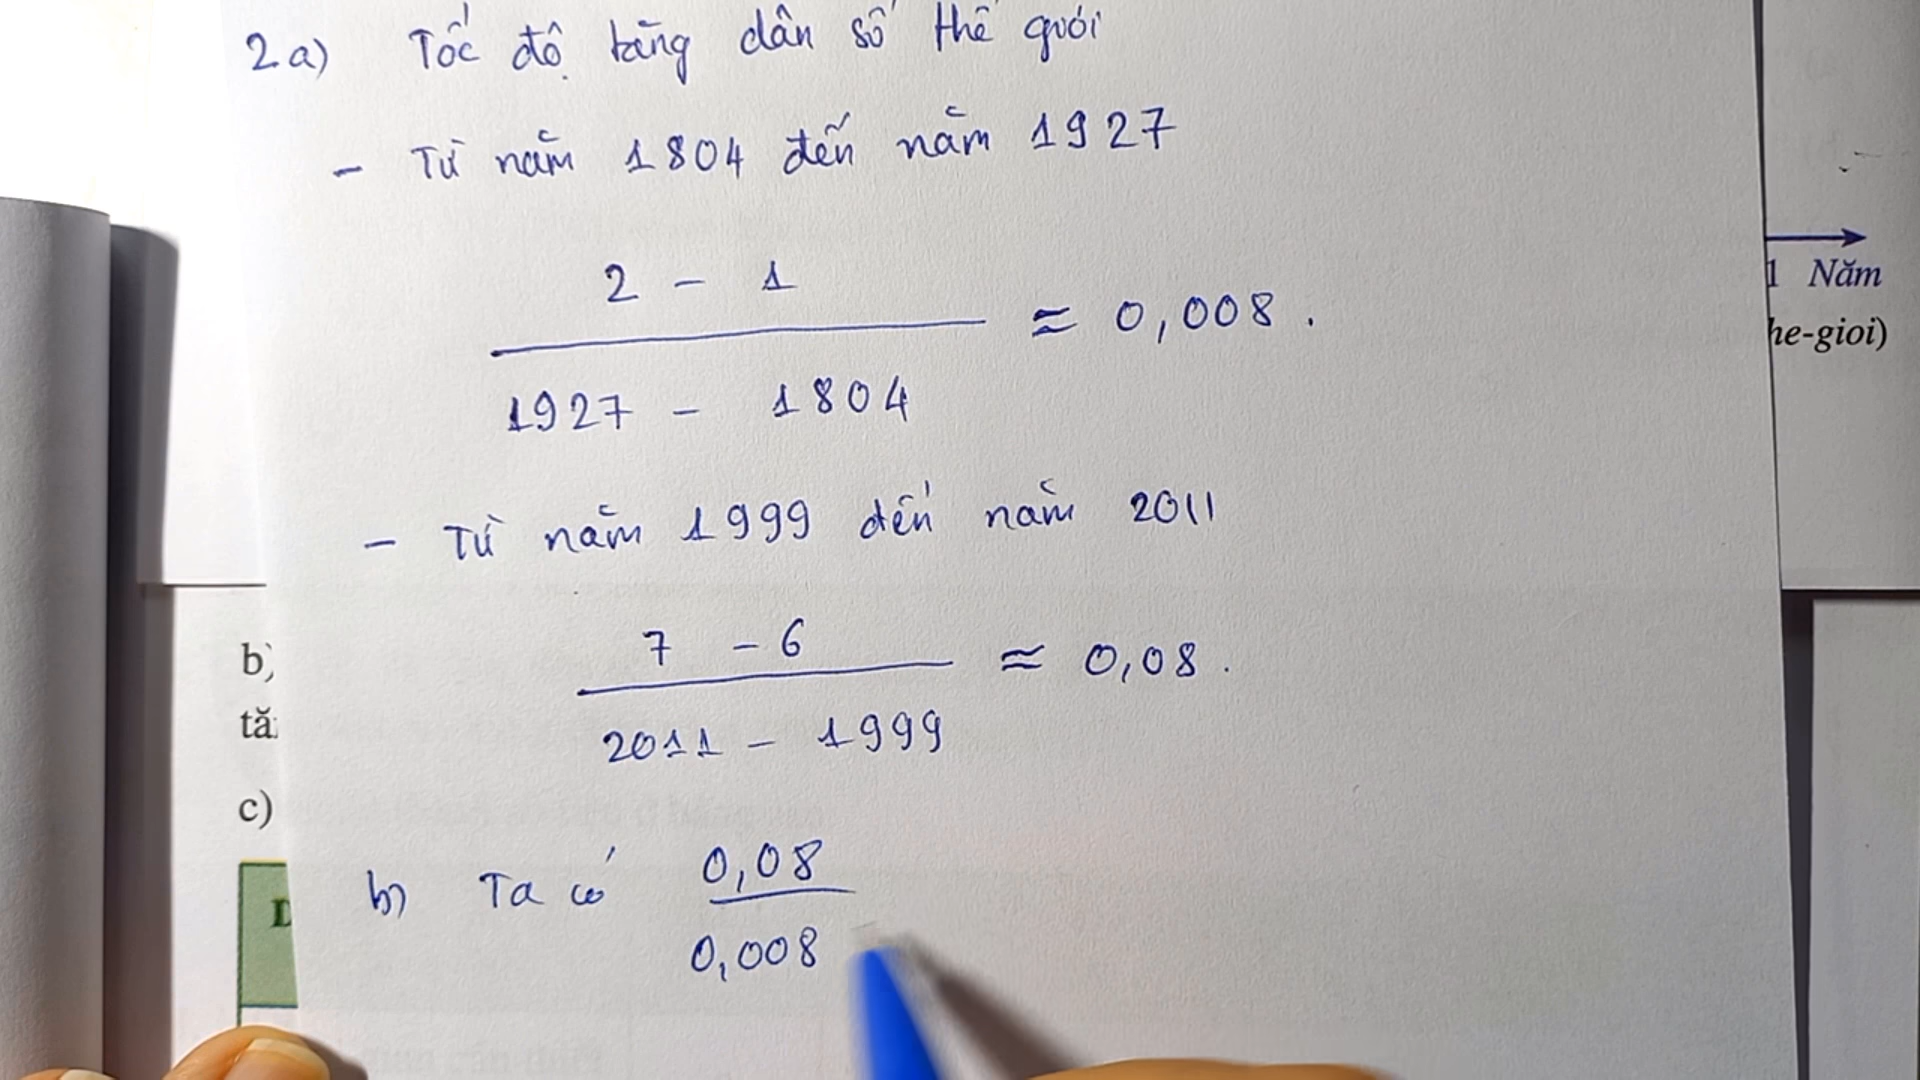 2a) Tốc độ tăng dân số thế giới
- Từ năm 1804 đến năm 1927
2 - 1
1927 - 1804
≈ 0,008 .
1 Năm
he-gioi)
- Từ năm 1999 đến năm 2011
7 - 6
2011 - 1999
≈ 0,08 .
b)
tă
c)
b) Ta có 0,08
0,008